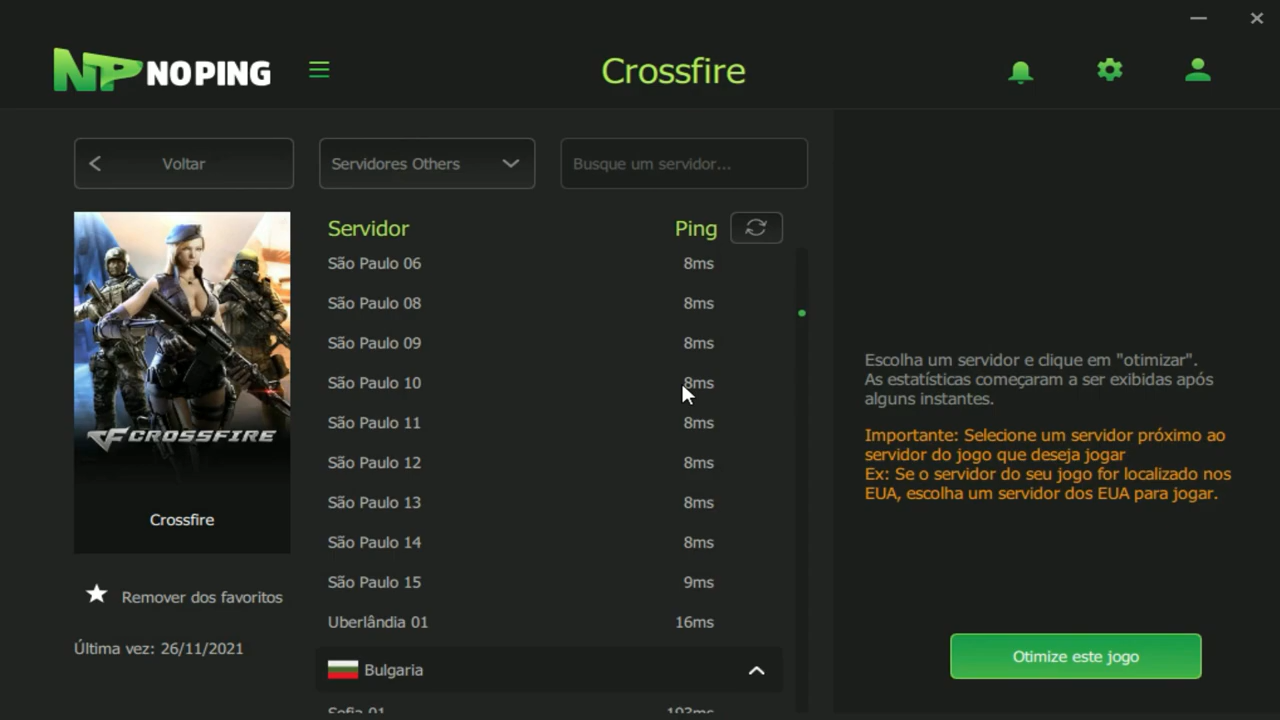 NP NOPING
Crossfire
Voltar
Servidores Others
Busque um servidor...
Servidor Ping
São Paulo 06 8ms
São Paulo 08 8ms
São Paulo 09 8ms
São Paulo 10 8ms
São Paulo 11 8ms
São Paulo 12 8ms
São Paulo 13 8ms
São Paulo 14 8ms
São Paulo 15 9ms
Uberlândia 01 16ms
Bulgaria
Sofia 01 193ms
CF CROSSFIRE
Crossfire
Remover dos favoritos
Última vez: 26/11/2021
Escolha um servidor e clique em "otimizar".
As estatísticas começaram a ser exibidas após
alguns instantes.
Importante: Selecione um servidor próximo ao
servidor do jogo que deseja jogar
Ex: Se o servidor do seu jogo for localizado nos
EUA, escolha um servidor dos EUA para jogar.
Otimize este jogo